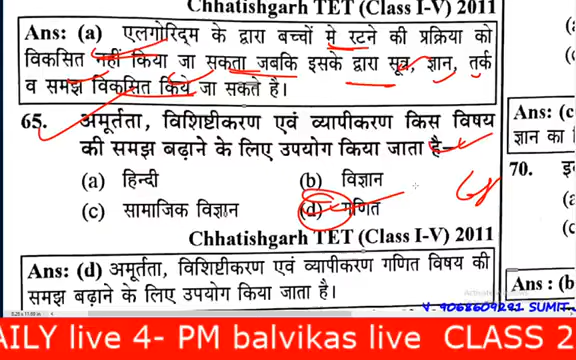 Chhatishgarh TET (Class I-V) 2011
Ans: (a) एलगोरिद्म के द्वारा बच्चों मे रटने की प्रक्रिया को
विकसित नहीं किया जा सकता जबकि इसके द्वारा सूत्र, ज्ञान, तर्क
व समझ विकसित किये जा सकते है।
65. अमूर्तता, विशिष्टीकरण एवं व्यापीकरण किस विषय
की समझ बढ़ाने के लिए उपयोग किया जाता है–
(a) हिन्दी (b) विज्ञान
(c) सामाजिक विज्ञान (d) गणित
Chhatishgarh TET (Class I-V) 2011
Ans: (d) अमूर्तता, विशिष्टीकरण एवं व्यापीकरण गणित विषय की
समझ बढ़ाने के लिए उपयोग किया जाता है।
(c)
Ans: (c
ज्ञान का
70. इ
(a
(c
Ans : (b
V- 9068609291 SUMIT
AILY live 4- PM balvikas live CLASS 2